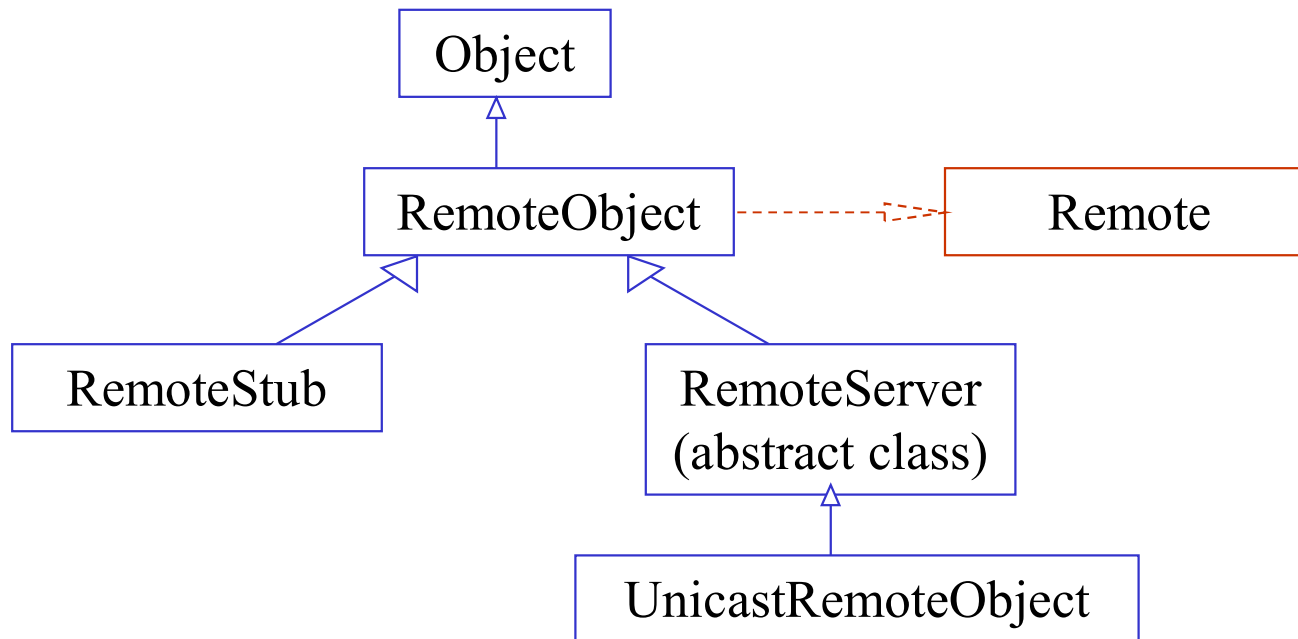 Object
RemoteObject
Remote
RemoteStub
RemoteServer
(abstract class)
UnicastRemoteObject